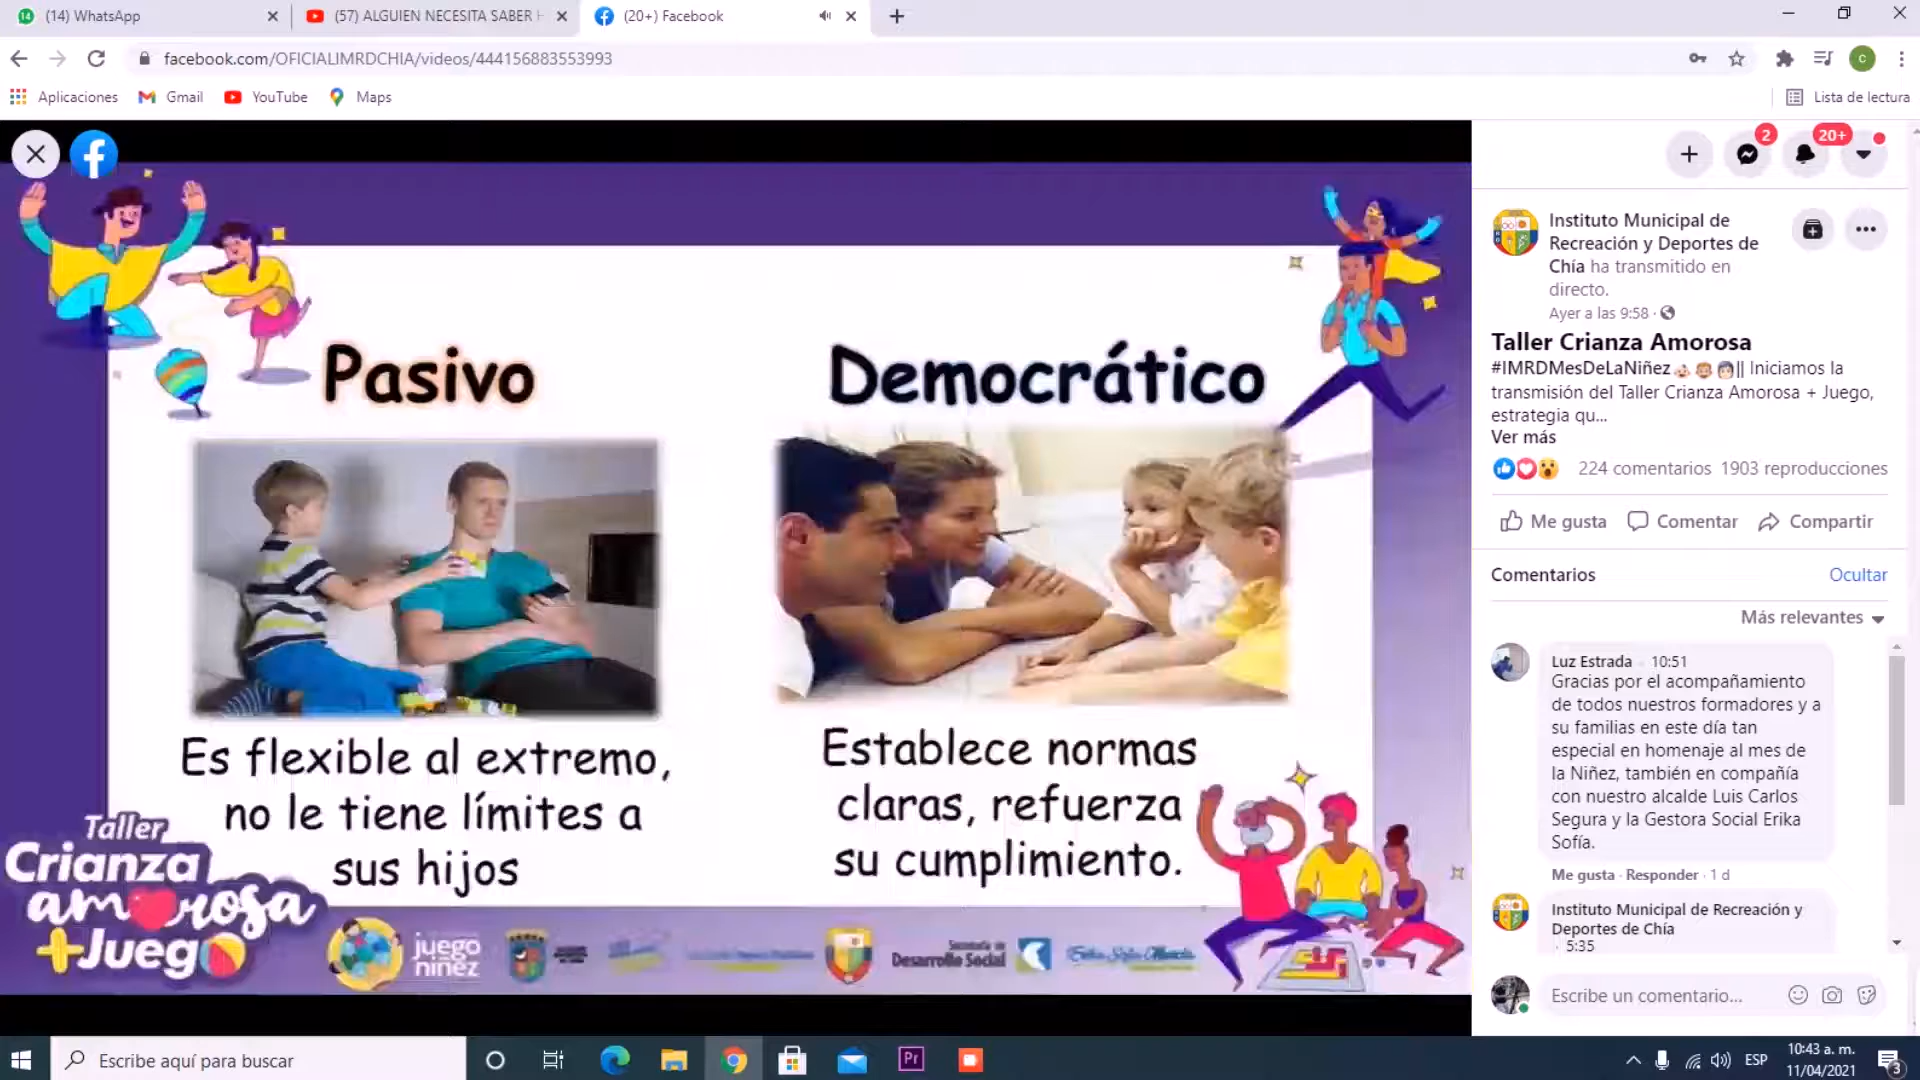 (14) WhatsApp
(57) ALGUIEN NECESITA SABER
(20+) Facebook
facebook.com/OFICIALIMRDCHIA/videos/444156883553993
Aplicaciones
Gmail
YouTube
Maps
Lista de lectura
Pasivo
Democrático
Es flexible al extremo,
no le tiene límites a
sus hijos
Establece normas
claras, refuerza
su cumplimiento.
Taller
Crianza
amorosa
+Juego
juego
niñez
Desarrollo Social
2
20+
Instituto Municipal de
Recreación y Deportes de
Chía ha transmitido en
directo.
Ayer a las 9:58 ·
Taller Crianza Amorosa
#IMRDMesDeLaNiñez || Iniciamos la
transmisión del Taller Crianza Amorosa + Juego,
estrategia qu...
Ver más
224 comentarios 1903 reproducciones
Me gusta
Comentar
Compartir
Comentarios
Ocultar
Más relevantes
Luz Estrada · 10:51
Gracias por el acompañamiento
de todos nuestros formadores y a
su familias en este día tan
especial en homenaje al mes de
la Niñez, también en compañía
con nuestro alcalde Luis Carlos
Segura y la Gestora Social Erika
Sofía.
Me gusta · Responder · 1 d
Instituto Municipal de Recreación y
Deportes de Chía
· 5:35
Escribe un comentario...
Escribe aquí para buscar
Pr
ESP
10:43 a. m.
11/04/2021
3